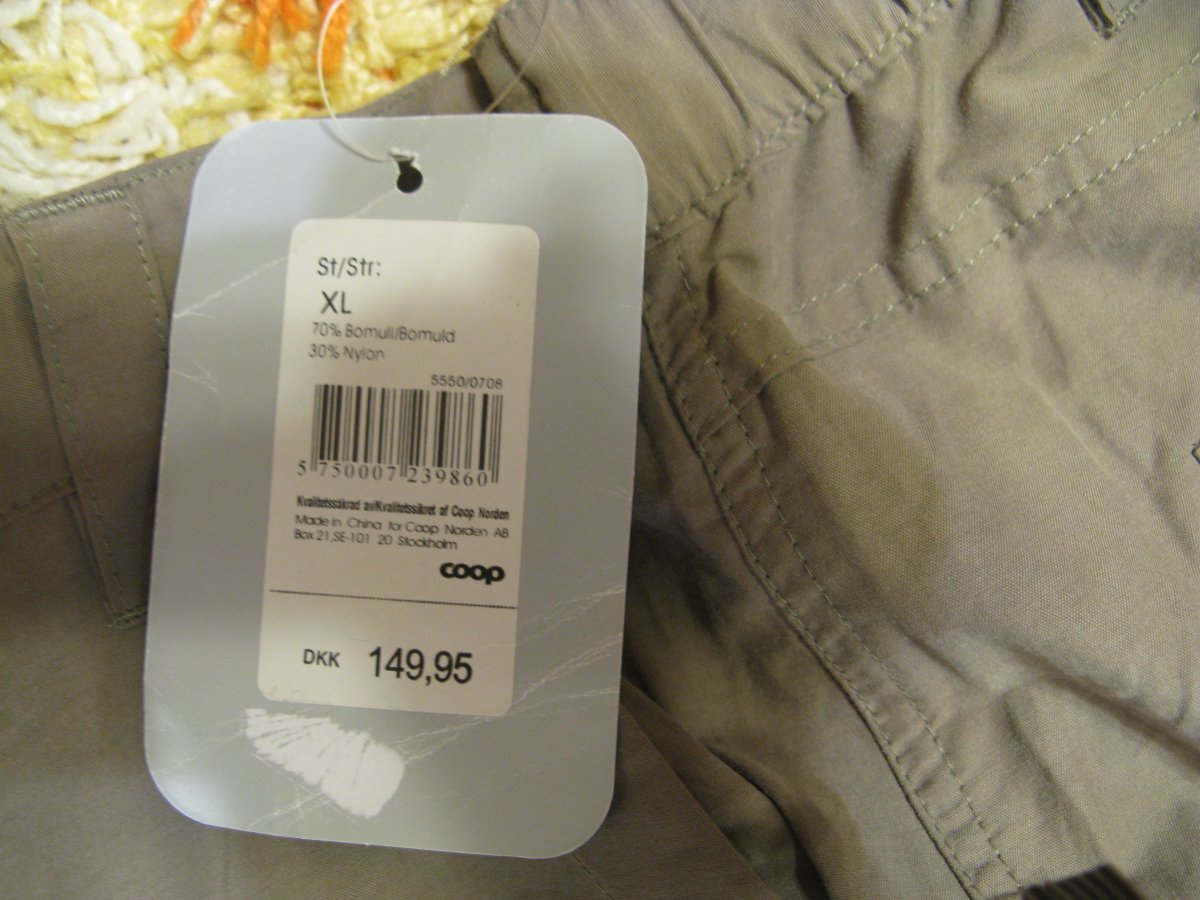 St/Str:
XL
70% Bomull/Bomuld
30% Nylon
5550/0708
5 750007 239860
Kvalitetssäkrad av/Kvalitetssikret af Coop Norden
Made in China for Coop Norden AB
Box 21,SE-101 20 Stockholm
coop
DKK 149,95